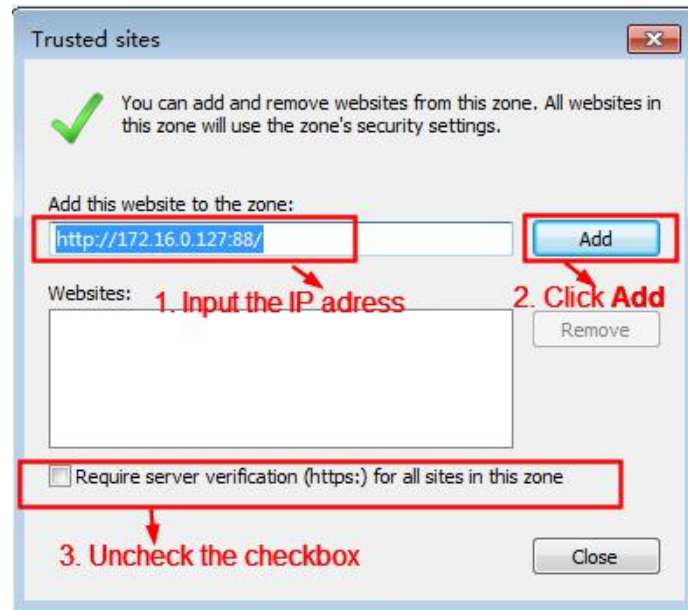 Trusted sites
You can add and remove websites from this zone. All websites in
this zone will use the zone's security settings.
Add this website to the zone:
http://172.16.0.127:88/
Add
Websites:
1. Input the IP adress
2. Click Add
Remove
Require server verification (https:) for all sites in this zone
3. Uncheck the checkbox
Close